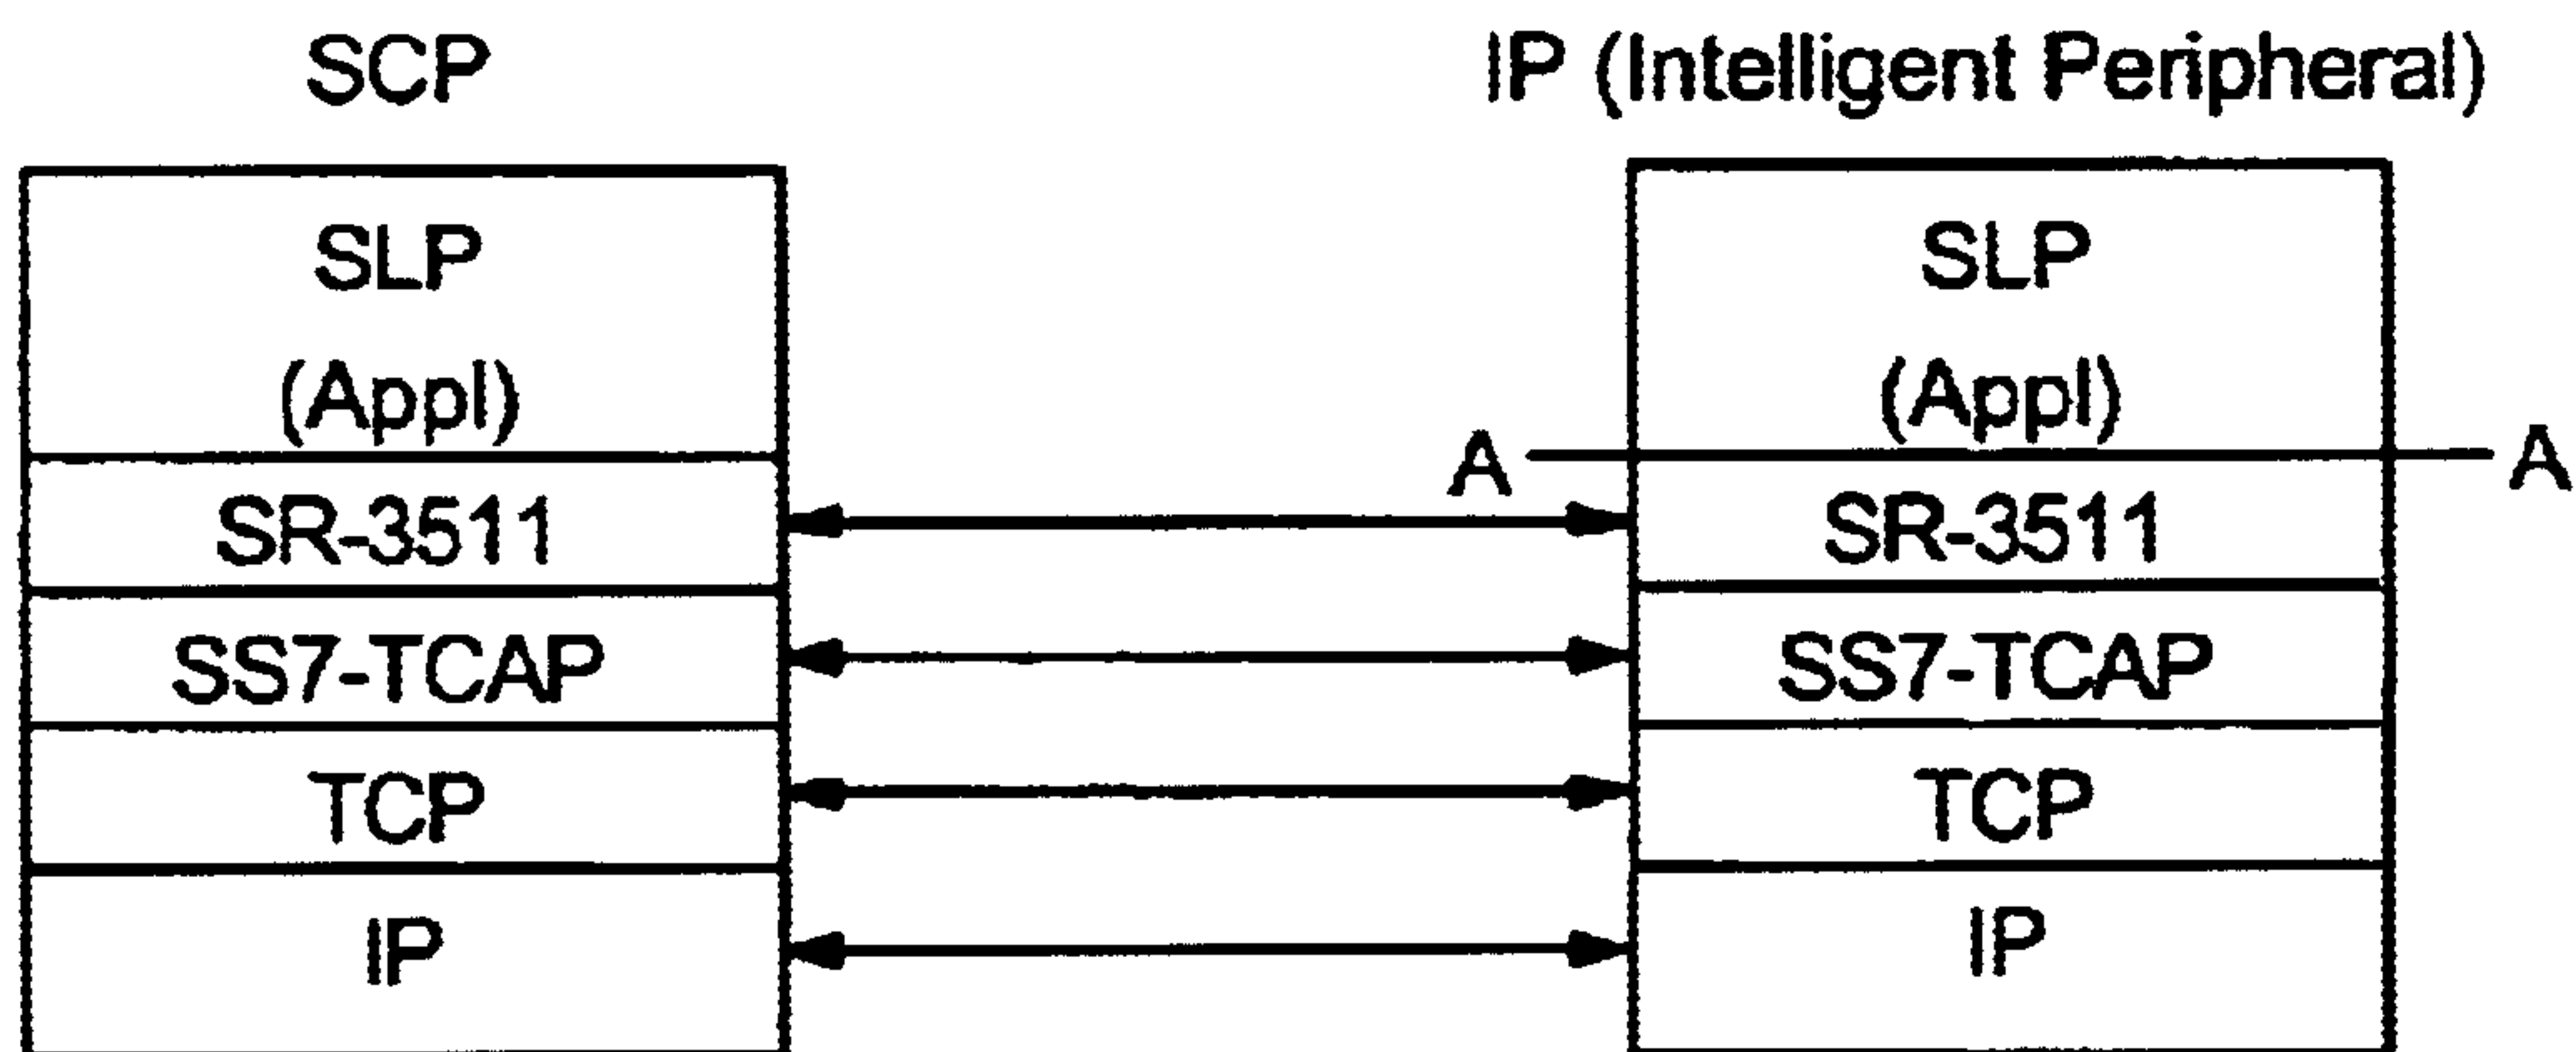 SCP
IP (Intelligent Peripheral)
SLP
(Appl)
SR-3511
SS7-TCAP
TCP
IP
A
SLP
(Appl)
A
SR-3511
SS7-TCAP
TCP
IP